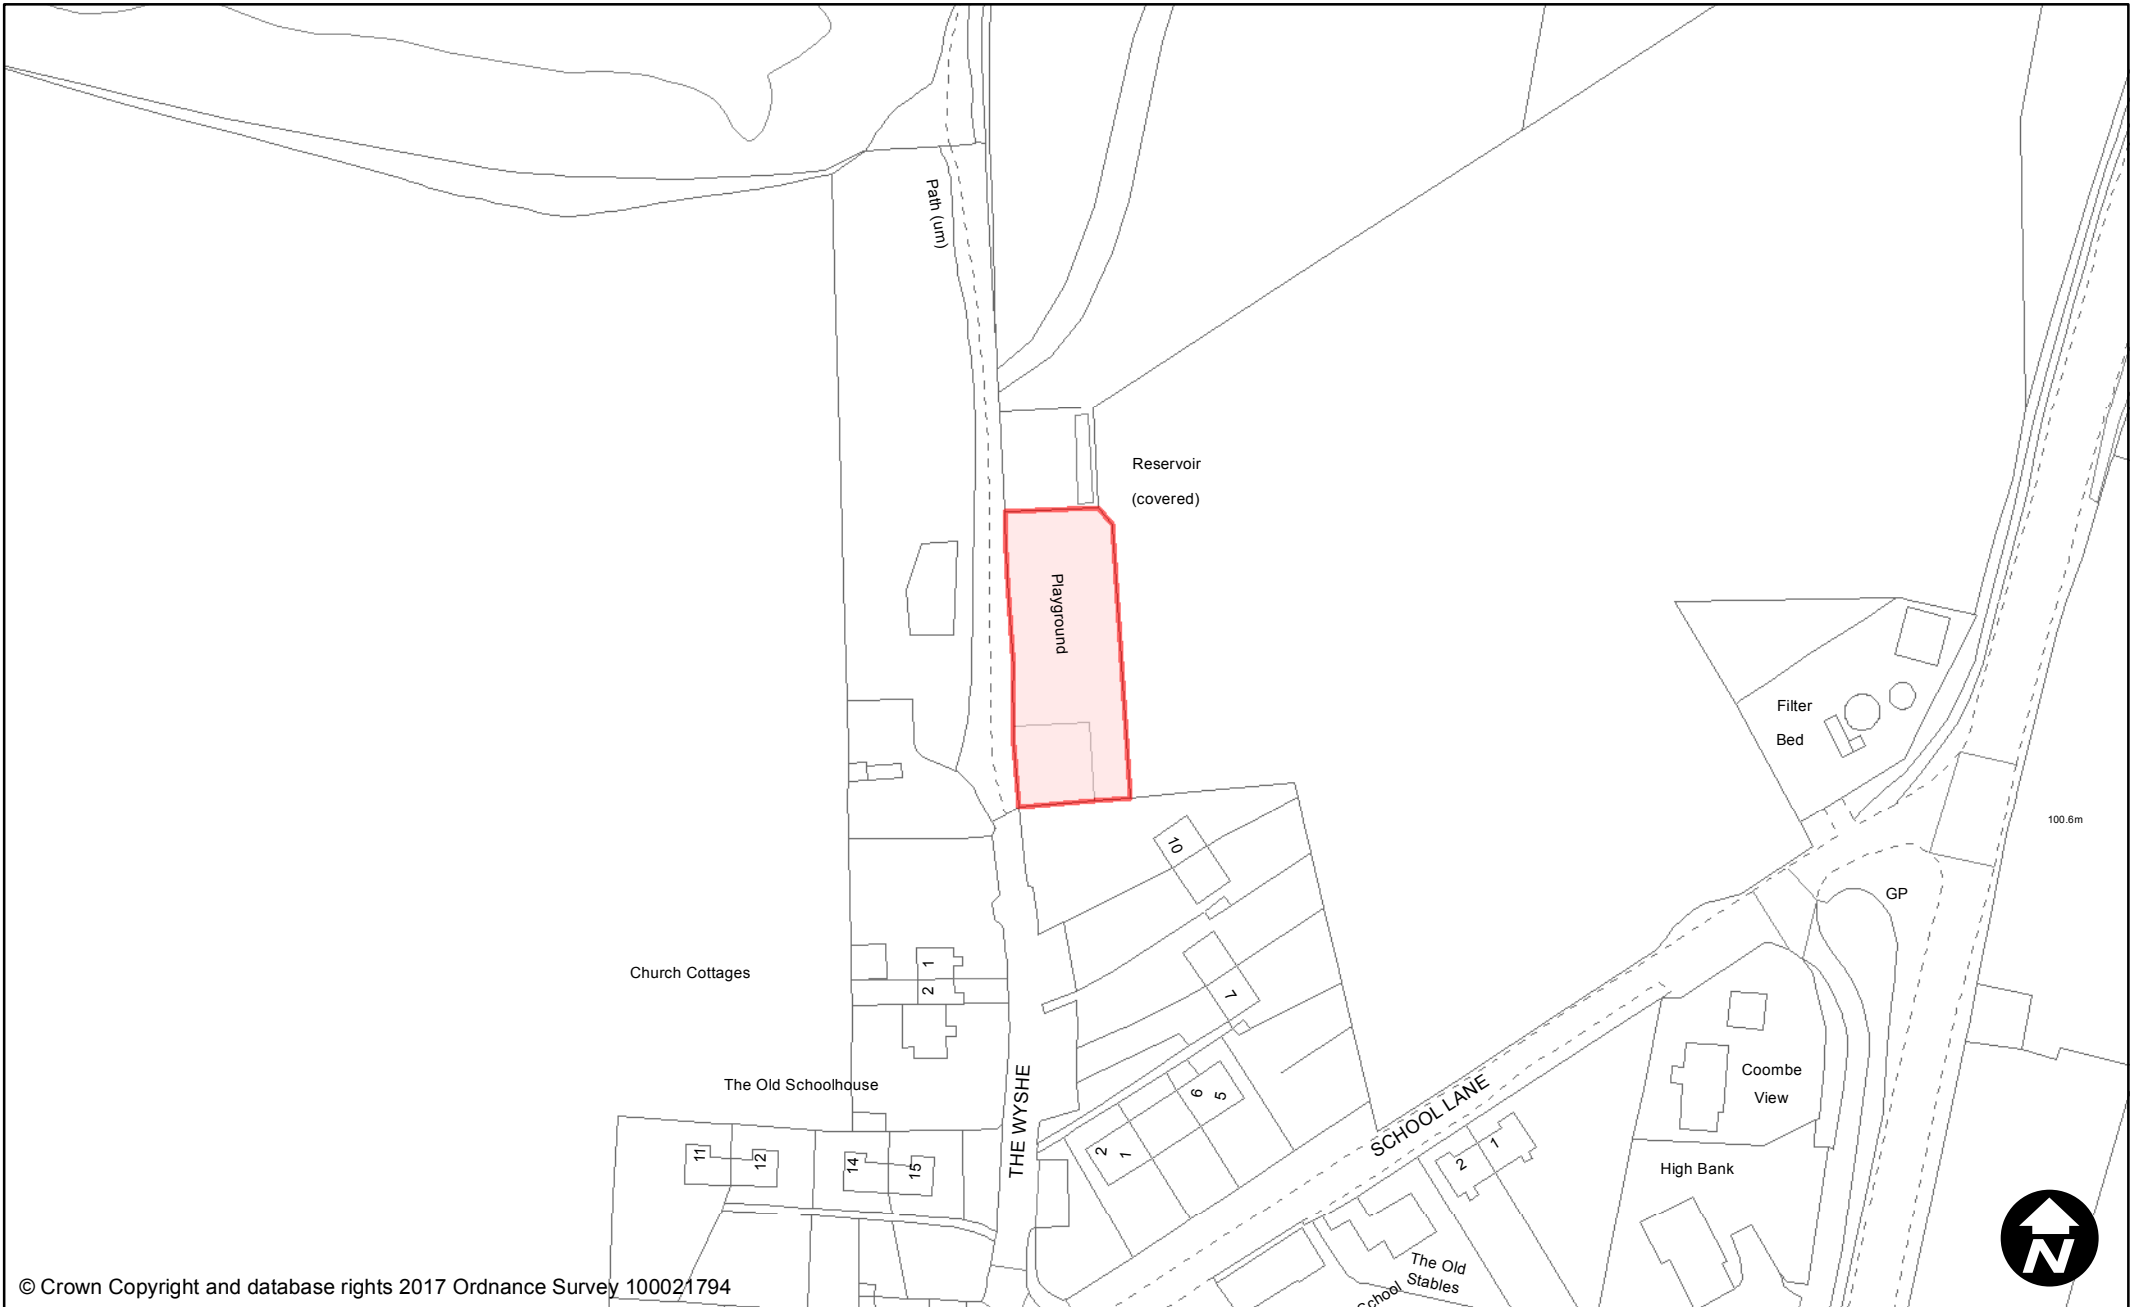 Path (um)
Reservoir
(covered)
Playground
Filter
Bed
100.6m
10
GP
Church Cottages
1
2
7
The Old Schoolhouse
THE WYSHE
6
5
2
1
SCHOOL LANE
Coombe
View
11
12
14
15
2
1
High Bank
The Old
Stables
School
N
© Crown Copyright and database rights 2017 Ordnance Survey 100021794